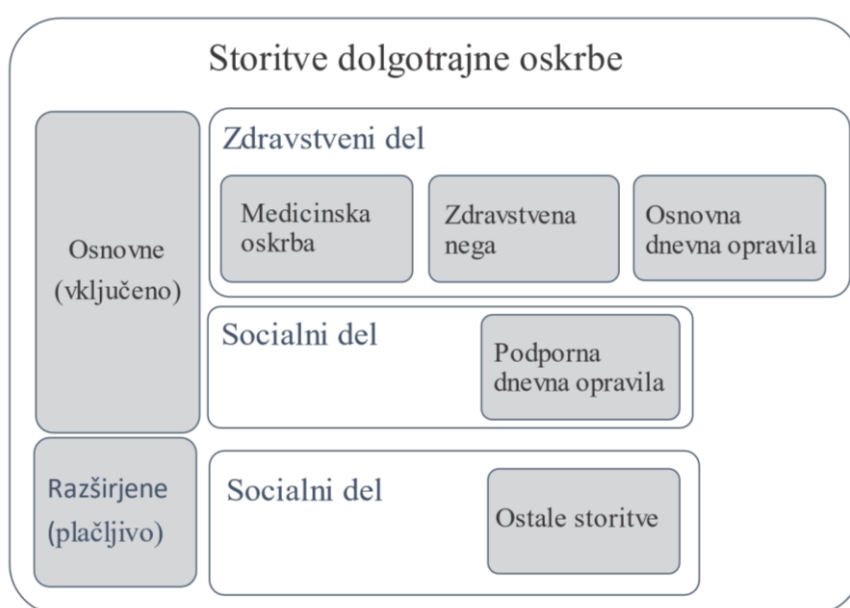 Storitve dolgotrajne oskrbe
Osnovne
(vključeno)
Zdravstveni del
Medicinska
oskrba
Zdravstvena
nega
Osnovna
dnevna opravila
Socialni del
Podporna
dnevna opravila
Razširjene
(plačljivo)
Socialni del
Ostale storitve